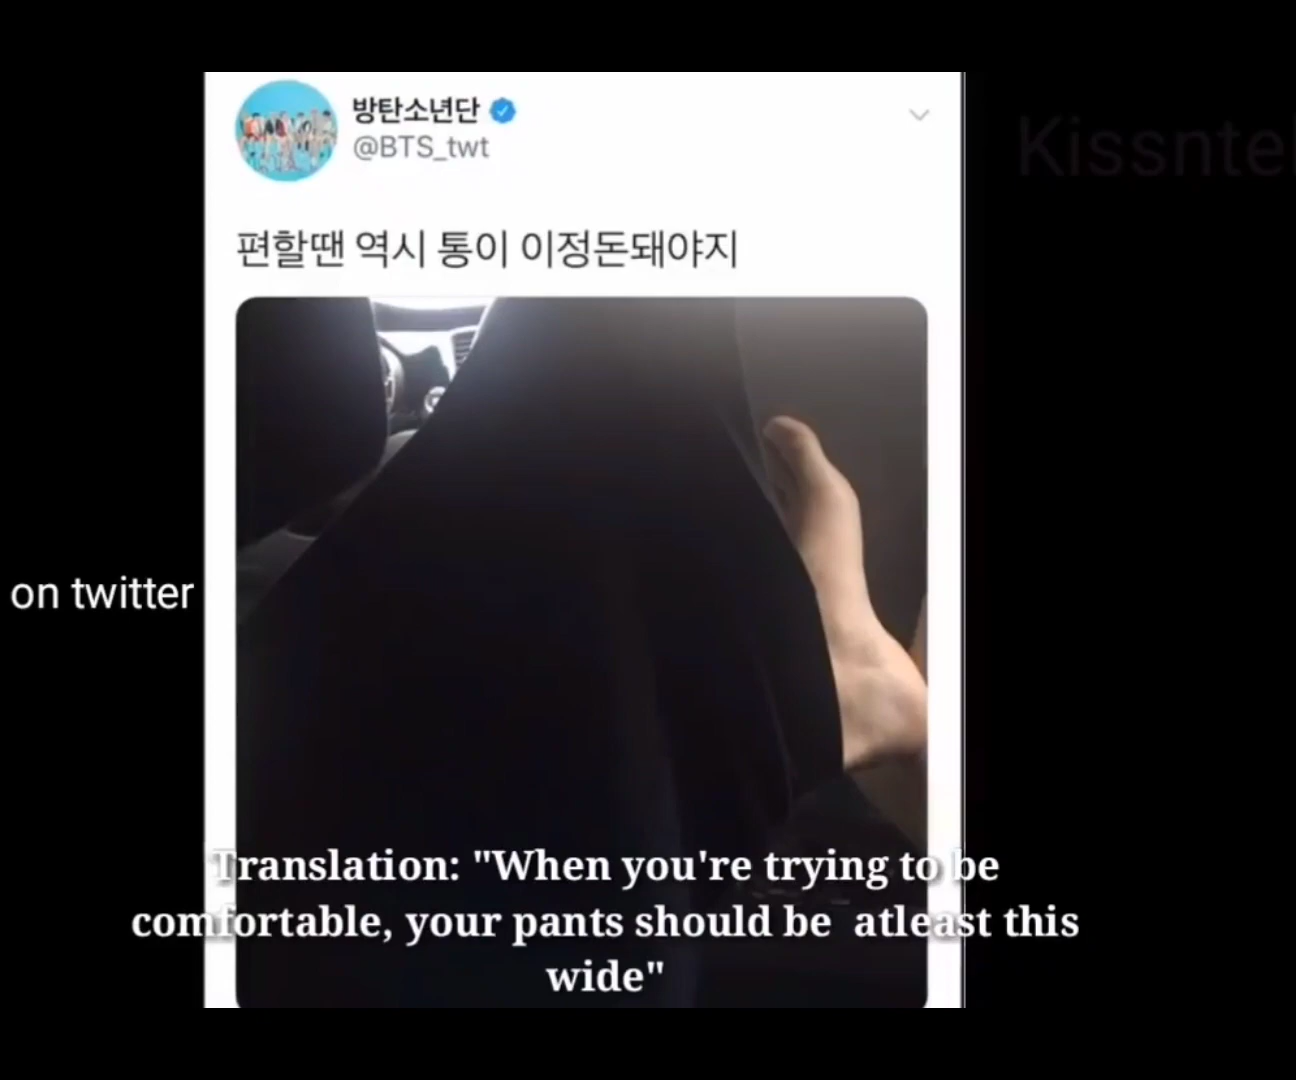 방탄소년단
@BTS_twt
편할땐 역시 통이 이정돈돼야지
on twitter
Translation: "When you're trying to be
comfortable, your pants should be atleast this
wide"